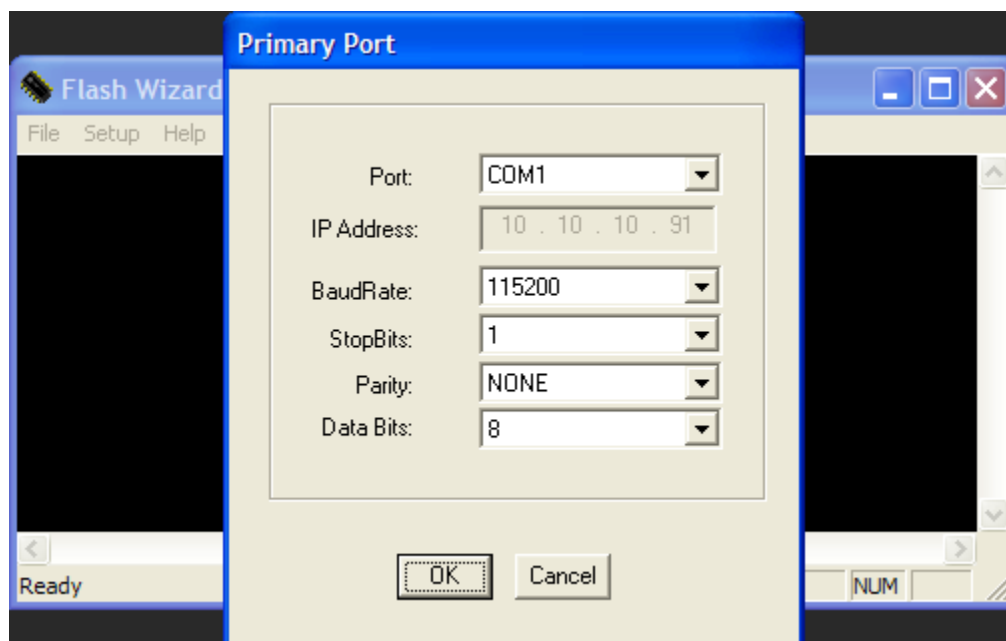 Primary Port
Flash Wizard
File Setup Help
Port: COM1
IP Address: 10 . 10 . 10 . 91
BaudRate: 115200
StopBits: 1
Parity: NONE
Data Bits: 8
OK Cancel
Ready NUM